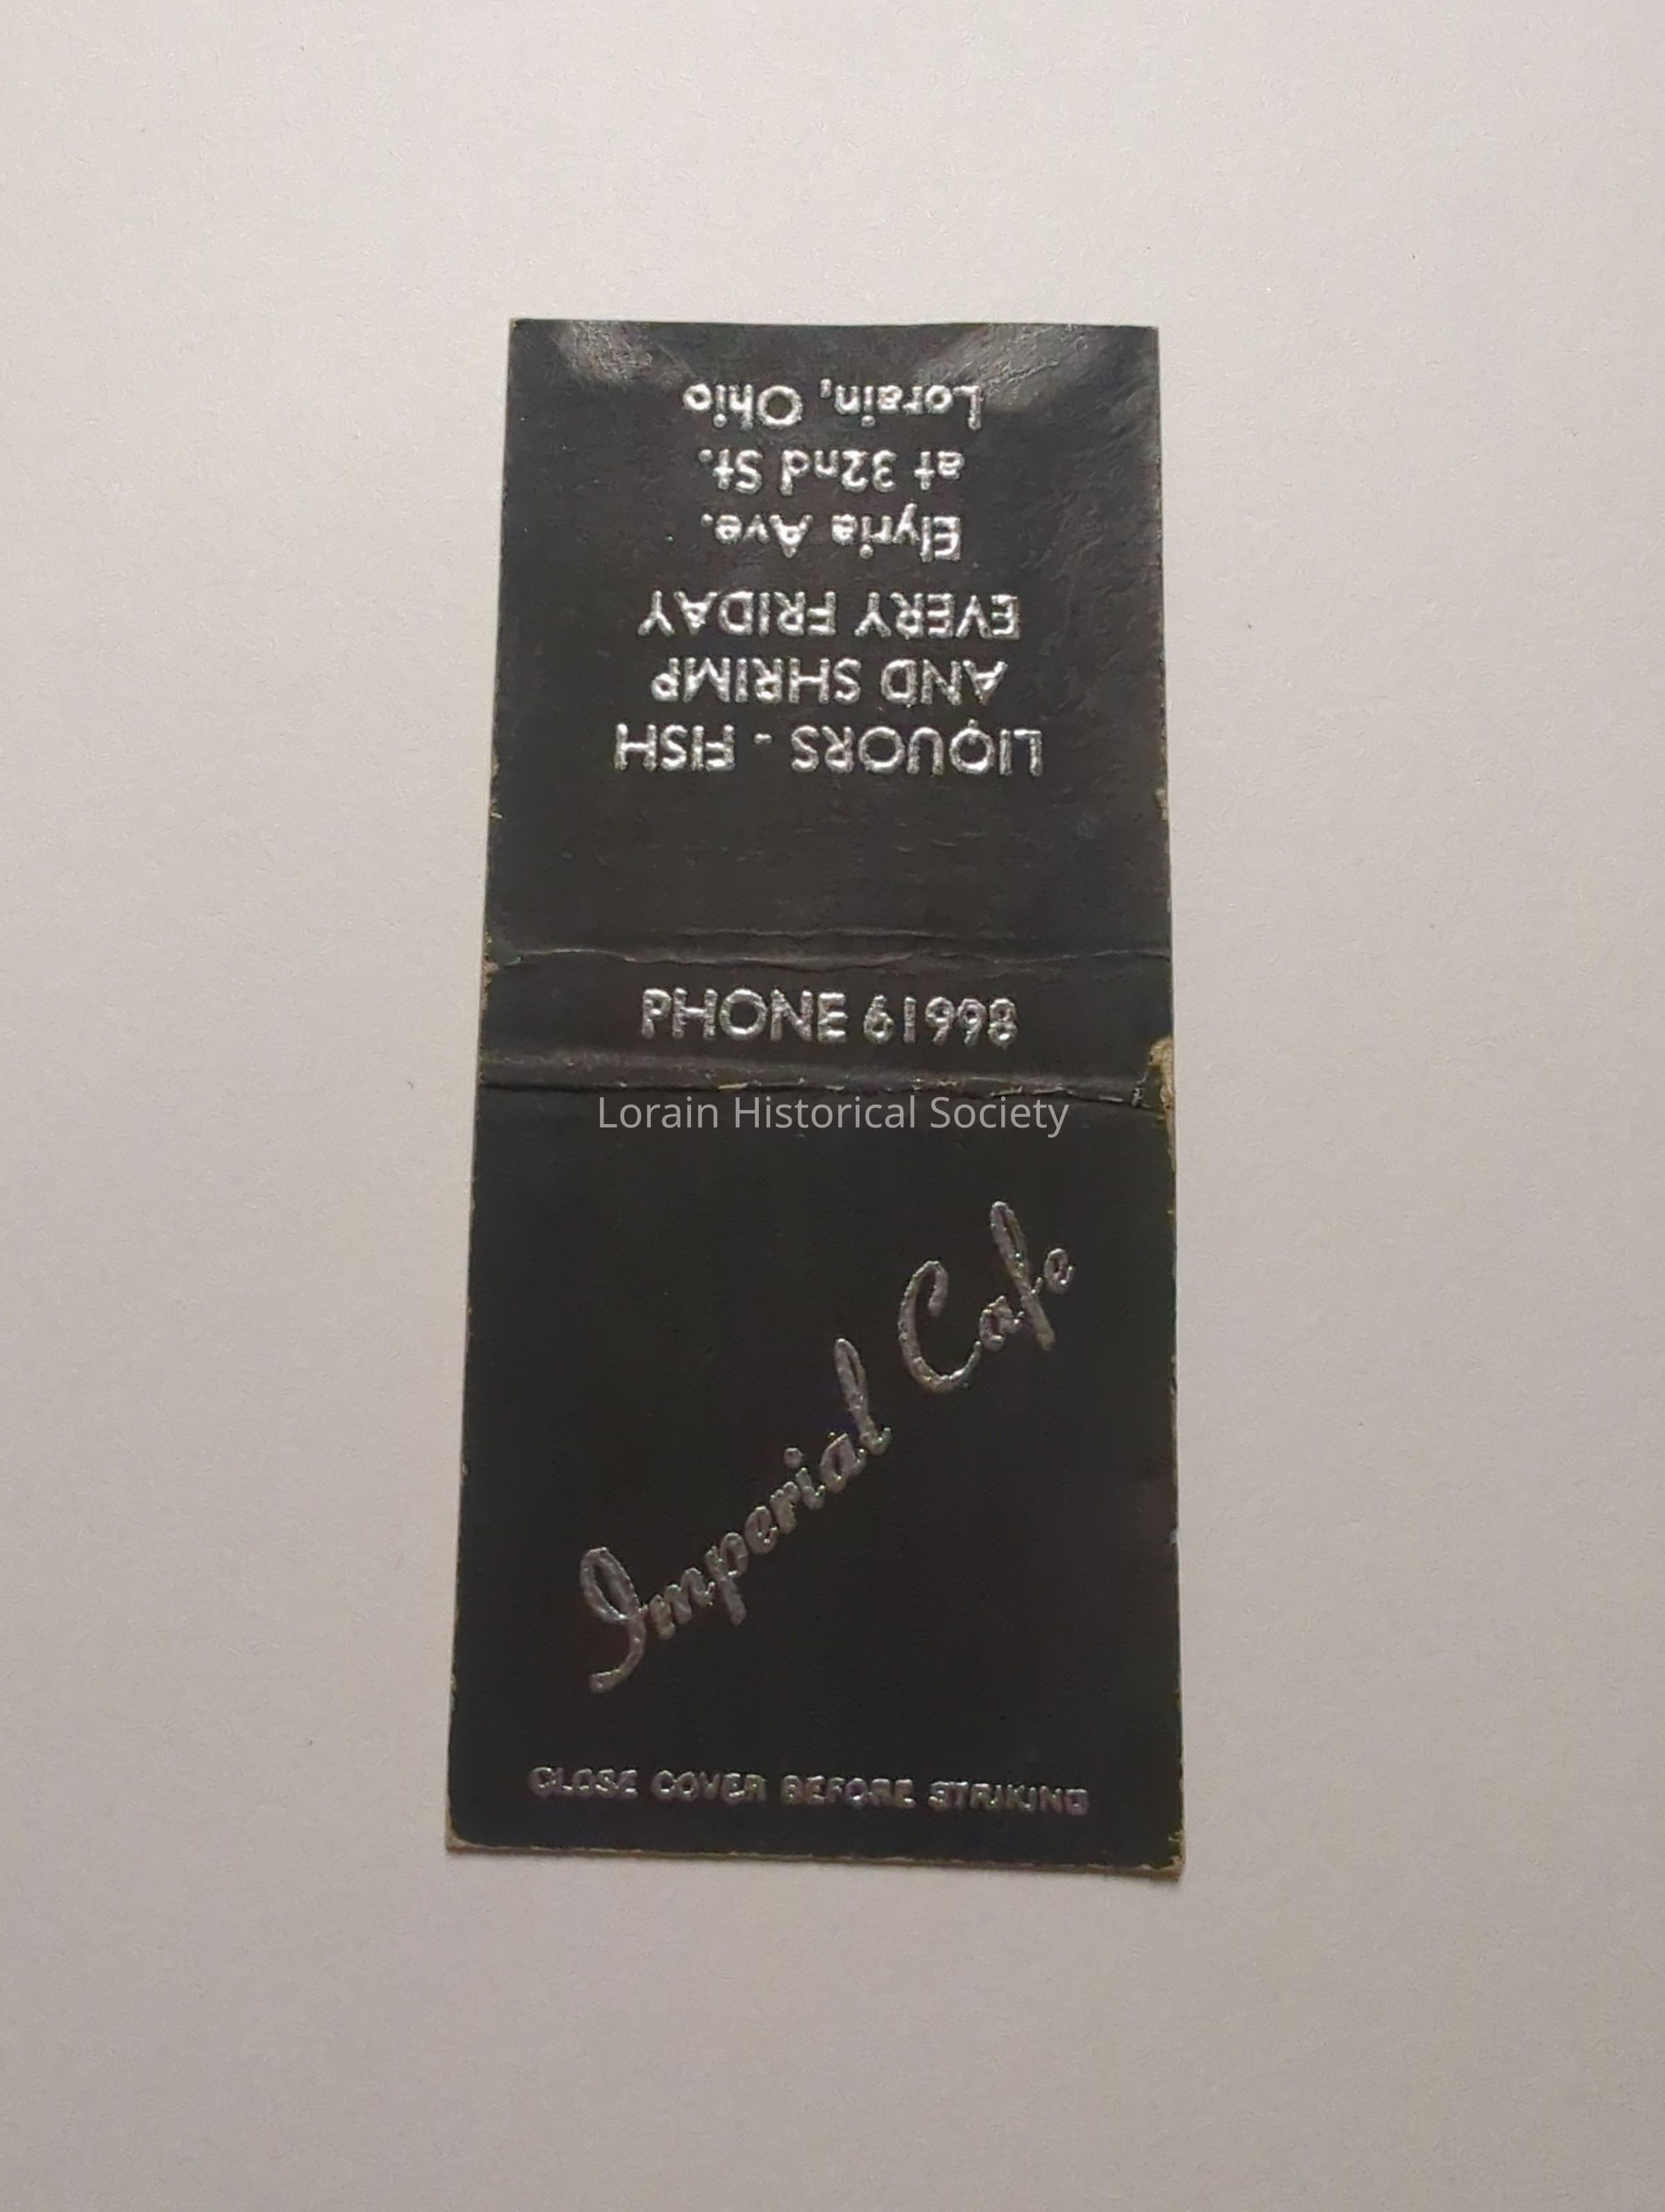 LIQUORS - FISH
AND SHRIMP
EVERY FRIDAY
Elyria Ave.
at 32nd St.
Lorain, Ohio
PHONE 61998
Lorain Historical Society
Imperial Cafe
CLOSE COVER BEFORE STRIKING